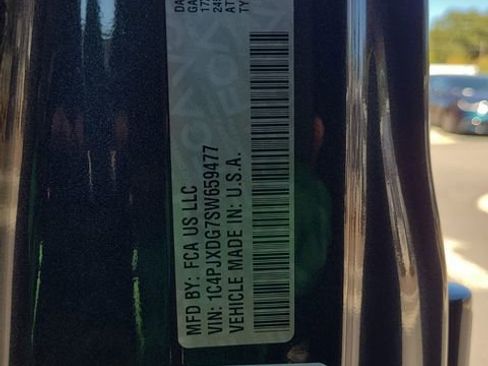 MFD BY: FCA US LLC
VIN: 1C4PJXDG7SW659477
VEHICLE MADE IN: U.S.A.